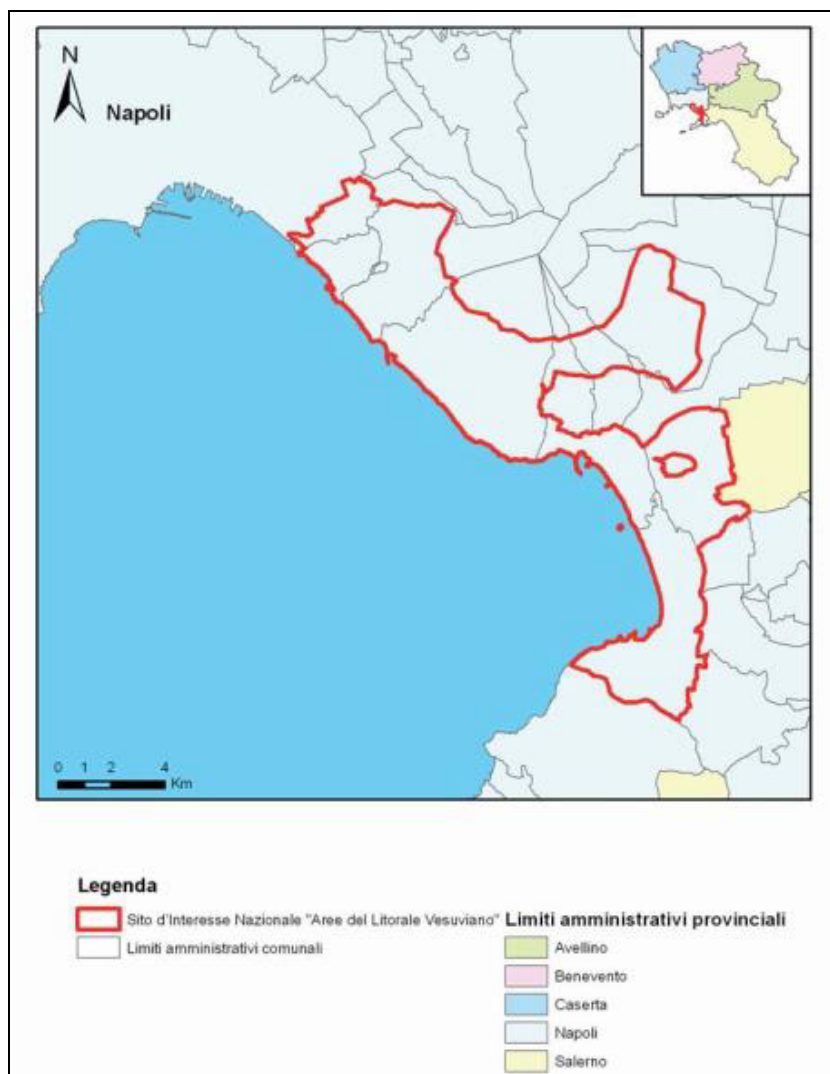 N
Napoli
0 1 2 4
Km
Legenda
Sito d'Interesse Nazionale "Aree del Litorale Vesuviano"
Limiti amministrativi comunali
Limiti amministrativi provinciali
Avellino
Benevento
Caserta
Napoli
Salerno